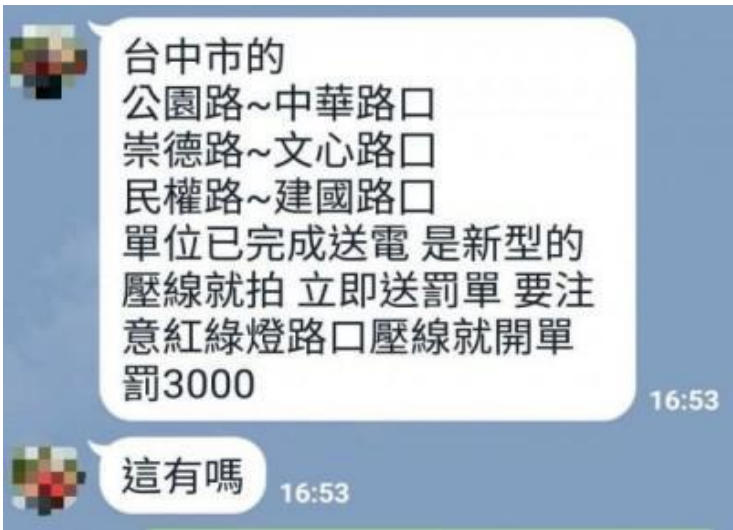 台中市的
公園路~中華路口
崇德路~文心路口
民權路~建國路口
單位已完成送電 是新型的
壓線就拍 立即送罰單 要注
意紅綠燈路口壓線就開單
罰3000
16:53
這有嗎
16:53